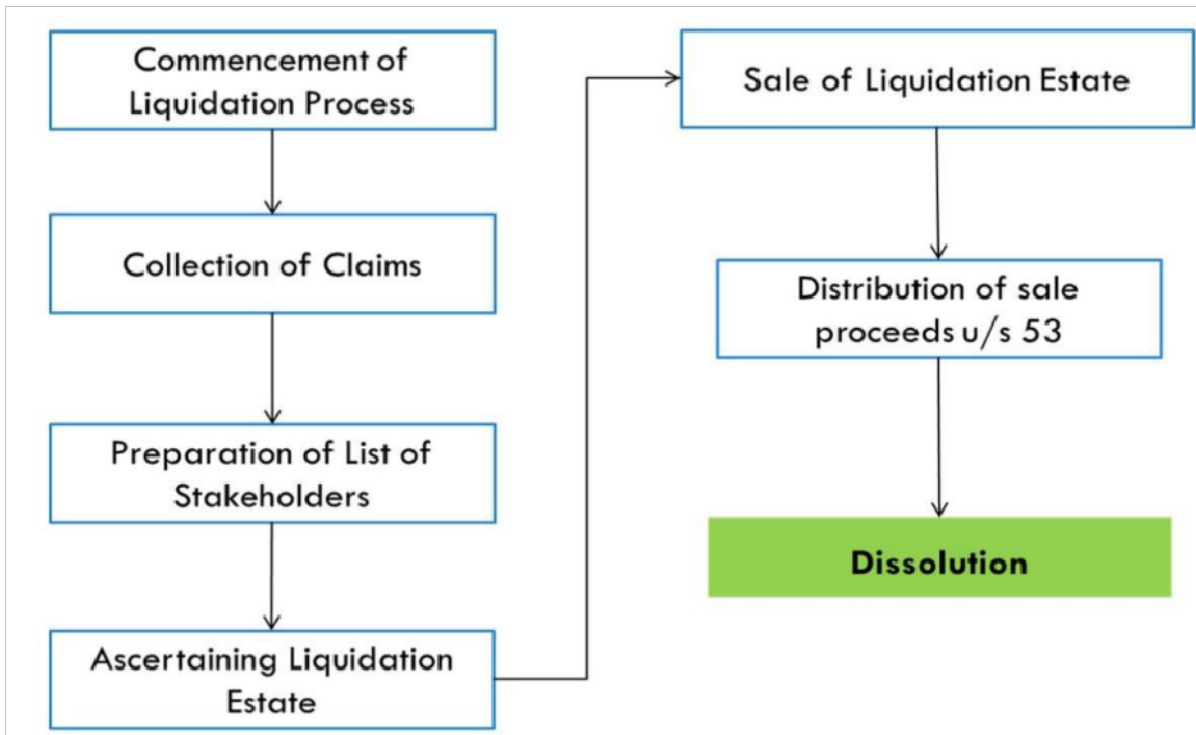 Commencement of
Liquidation Process
Collection of Claims
Preparation of List of
Stakeholders
Ascertaining Liquidation
Estate
Sale of Liquidation Estate
Distribution of sale
proceeds u/s 53
Dissolution